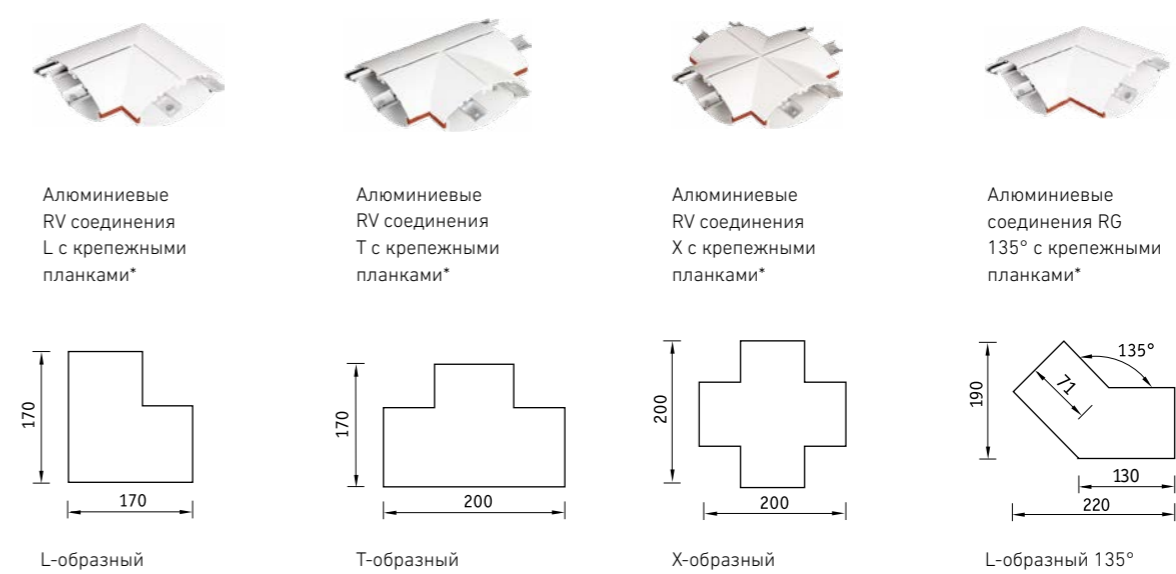 Алюминиевые
RV соединения
L с крепежными
планками*
Алюминиевые
RV соединения
T с крепежными
планками*
Алюминиевые
RV соединения
X с крепежными
планками*
Алюминиевые
соединения RG
135° с крепежными
планками*
170
170
170
200
200
200
135°
71
190
130
220
L-образный
T-образный
X-образный
L-образный 135°